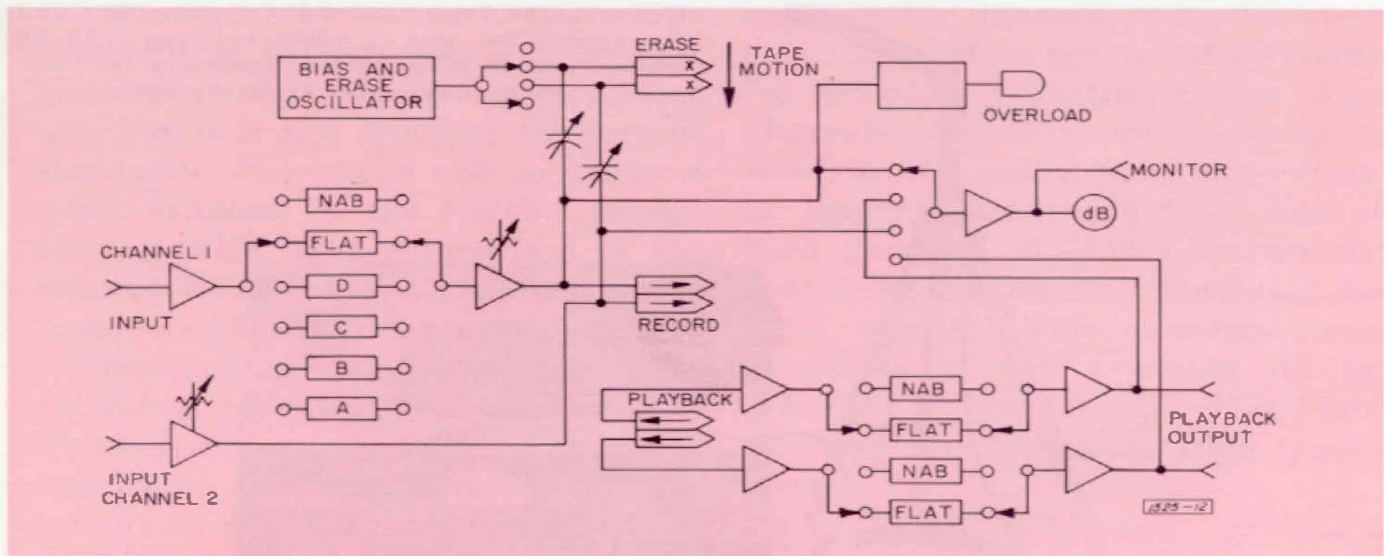 BIAS AND
ERASE
OSCILLATOR
ERASE
x
x
TAPE
MOTION
OVERLOAD
MONITOR
dB
NAB
CHANNEL 1
FLAT
INPUT
D
C
B
A
RECORD
INPUT
CHANNEL 2
PLAYBACK
NAB
FLAT
NAB
FLAT
PLAYBACK
OUTPUT
1525-12